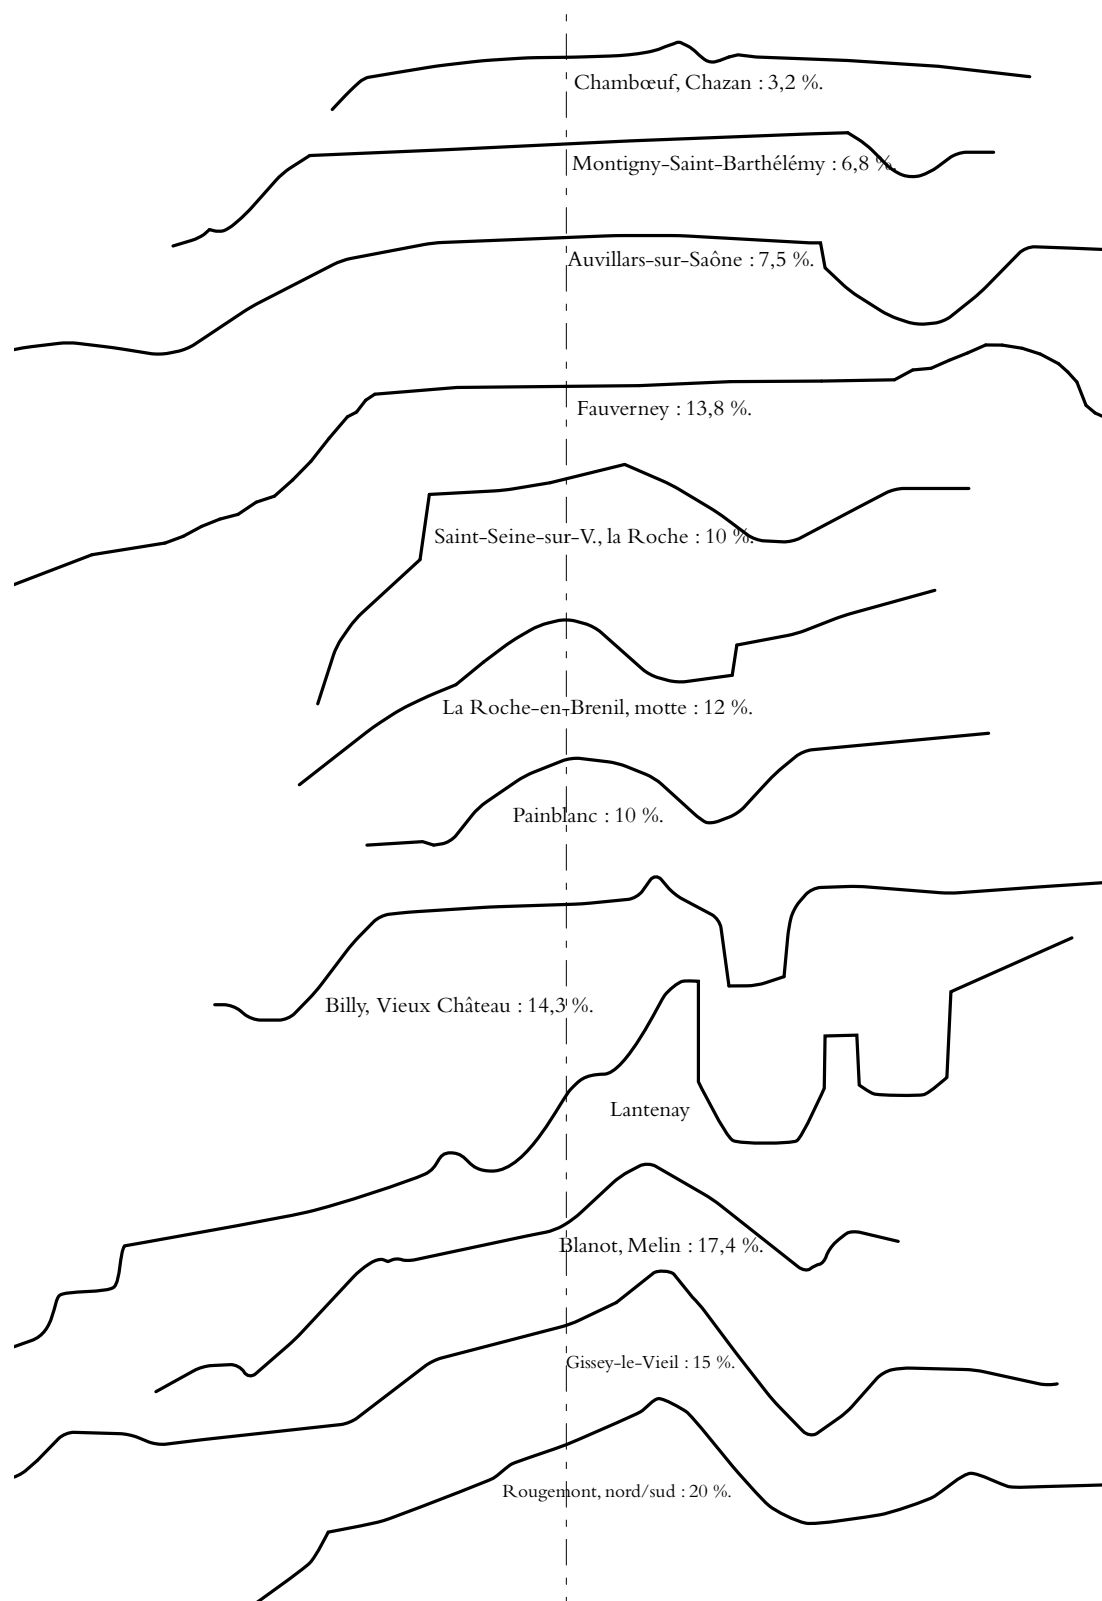 Chambœuf, Chazan : 3,2 %.
Montigny-Saint-Barthélémy : 6,8 %.
Auvillars-sur-Saône : 7,5 %.
Fauverney : 13,8 %.
Saint-Seine-sur-V., la Roche : 10 %.
La Roche-en-Brenil, motte : 12 %.
Painblanc : 10 %.
Billy, Vieux Château : 14,3 %.
Lantenay
Blanot, Melin : 17,4 %.
Gissey-le-Vieil : 15 %.
Rougemont, nord/sud : 20 %.